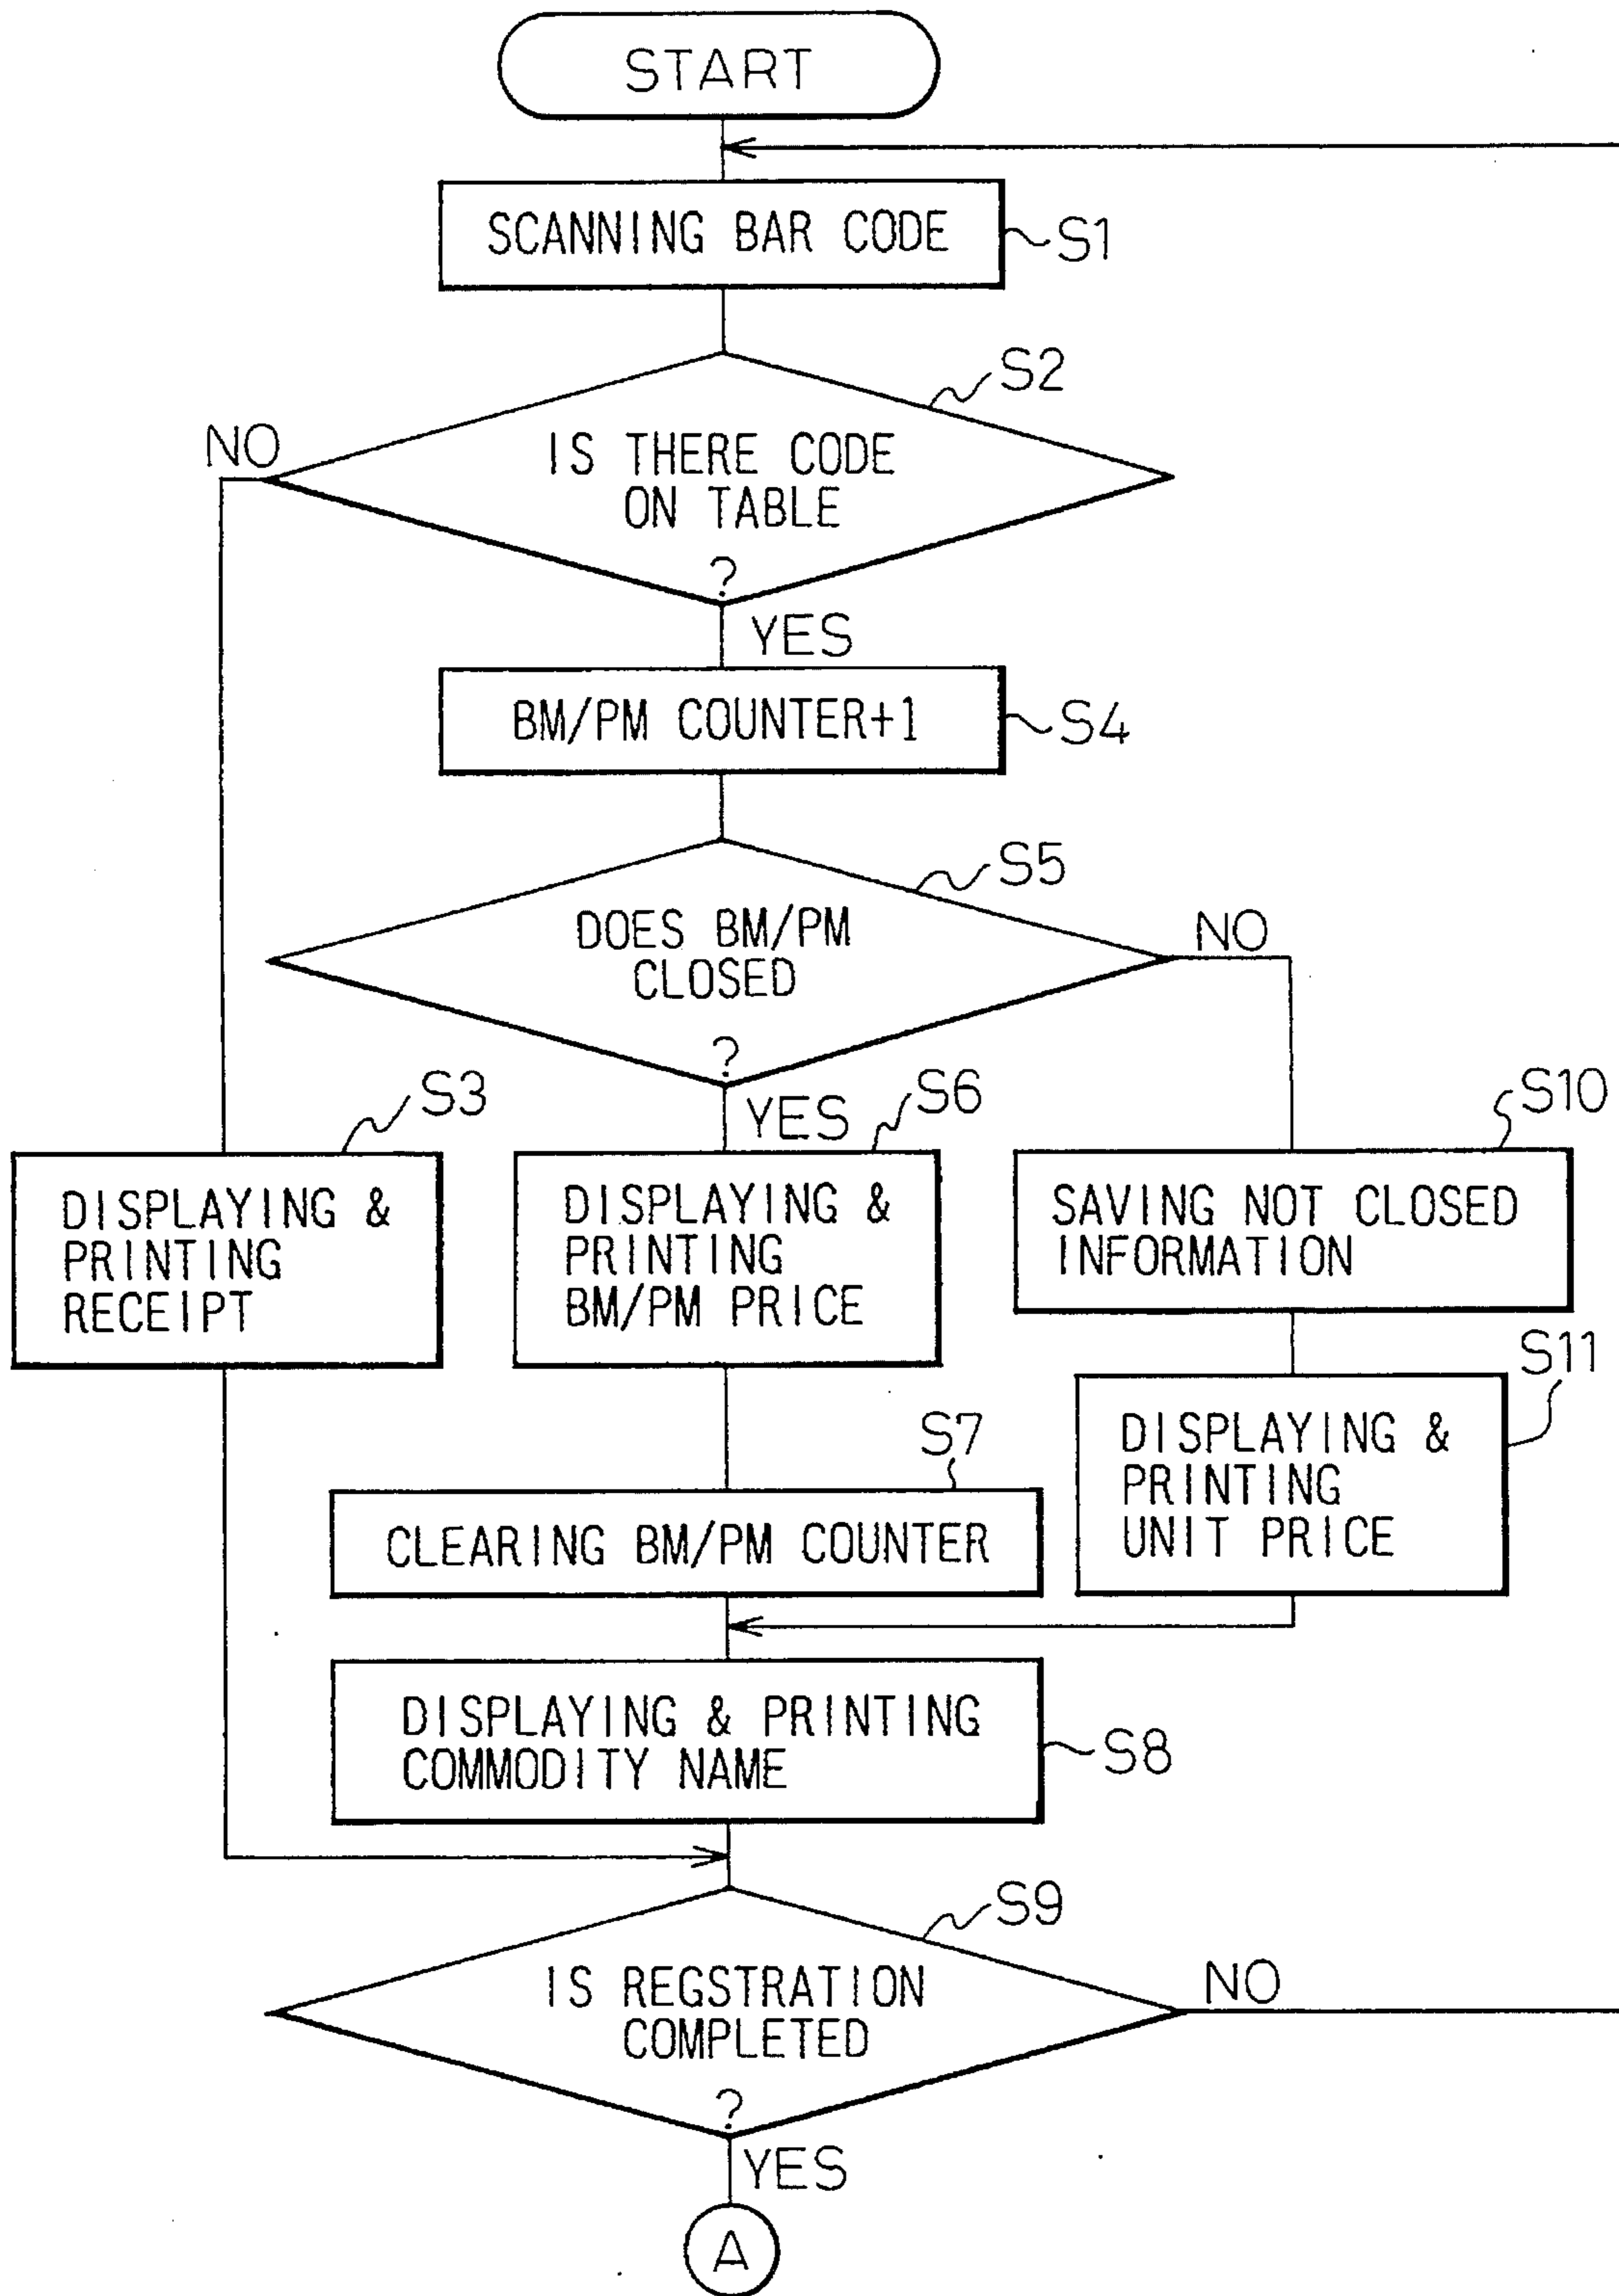 START
SCANNING BAR CODE
S1
S2
NO
IS THERE CODE
ON TABLE
?
YES
BM/PM COUNTER+1
S4
S5
DOES BM/PM
CLOSED
?
NO
YES
S3
DISPLAYING &
PRINTING
RECEIPT
S6
DISPLAYING &
PRINTING
BM/PM PRICE
S10
SAVING NOT CLOSED
INFORMATION
S11
DISPLAYING &
PRINTING
UNIT PRICE
S7
CLEARING BM/PM COUNTER
DISPLAYING & PRINTING
COMMODITY NAME
S8
S9
IS REGSTRATION
COMPLETED
?
NO
YES
A